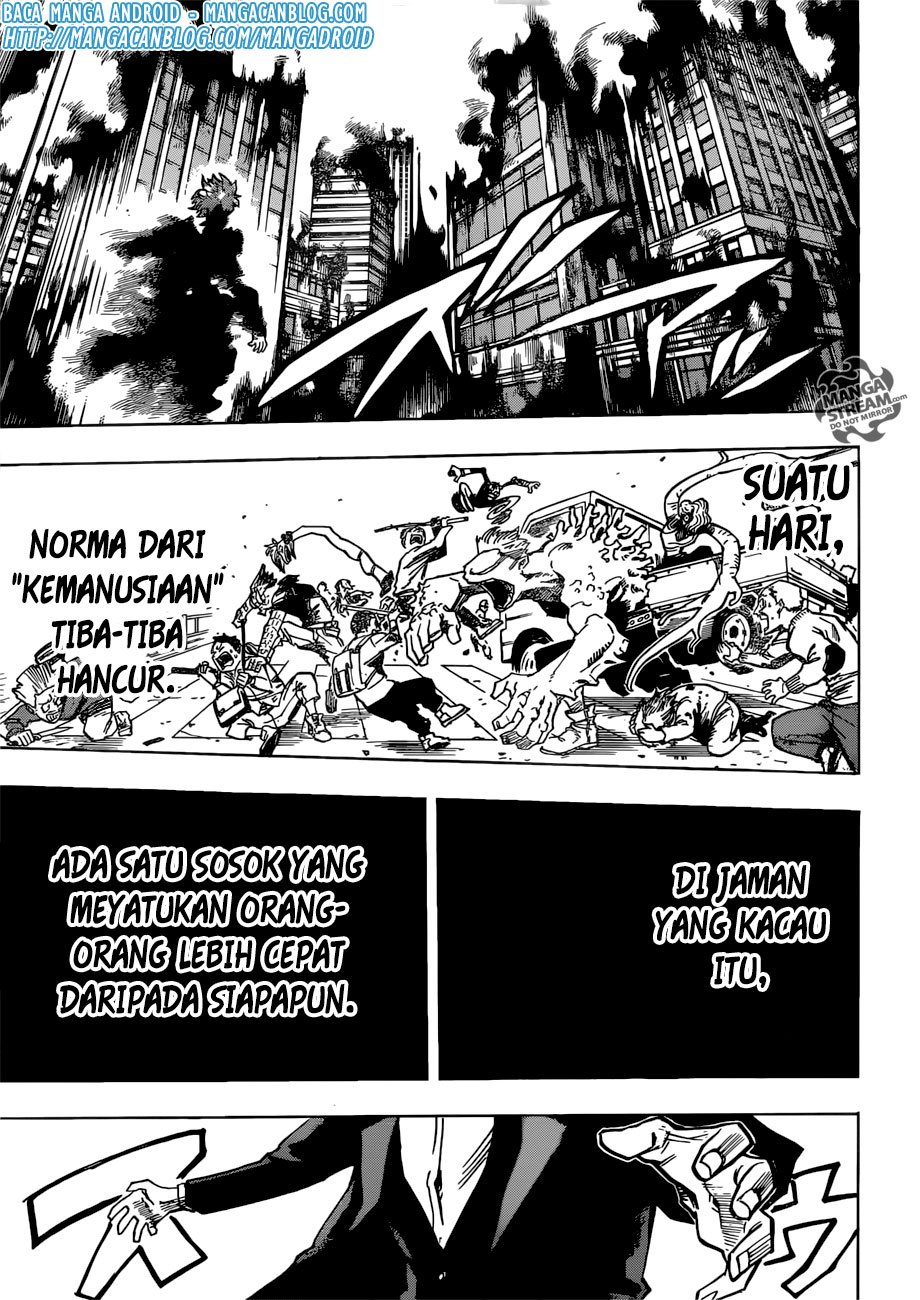 BACA MANGA ANDROID - MANGACANBLOG.COM
HTTP://MANGACANBLOG.COM/MANGADROID
MANGA
STREAM.com
DO NOT MIRROR
SUATU
HARI,
NORMA DARI
"KEMANUSIAAN"
TIBA-TIBA
HANCUR.
DI JAMAN
YANG KACAU
ITU,
ADA SATU SOSOK YANG
MEYATUKAN ORANG-
ORANG LEBIH CEPAT
DARIPADA SIAPAPUN.